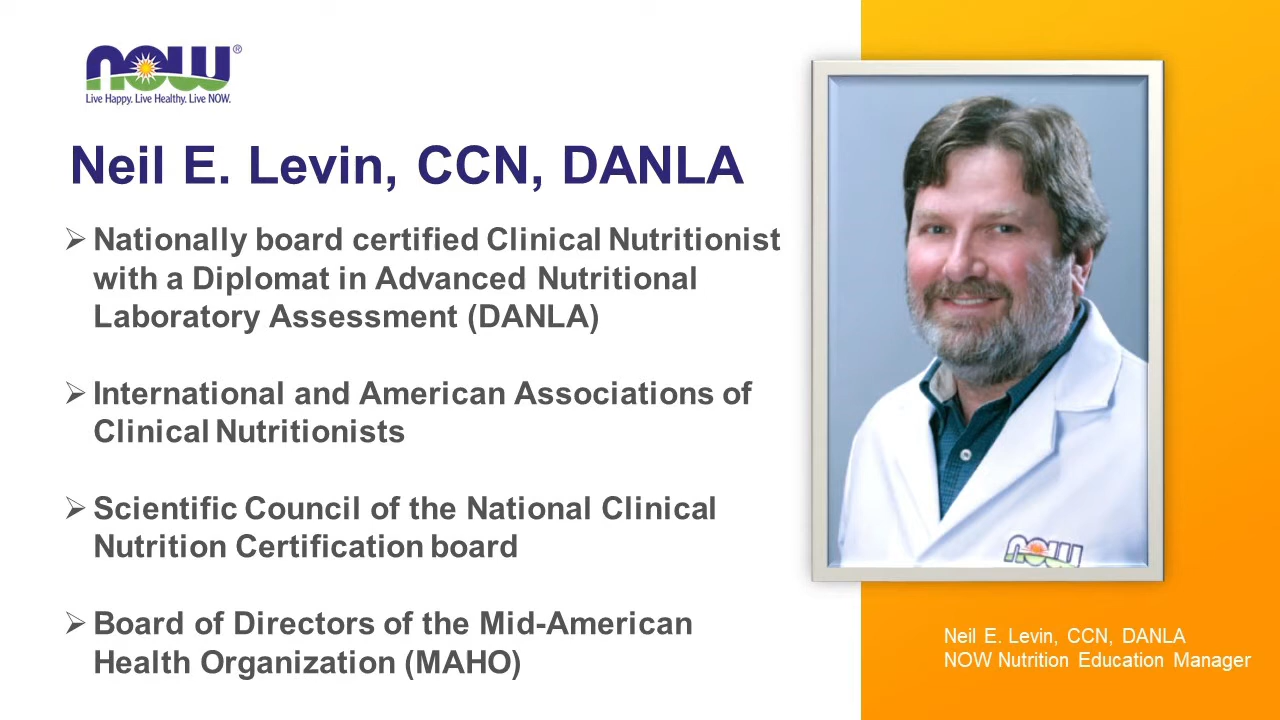 NOW®
Live Happy. Live Healthy. Live NOW.
Neil E. Levin, CCN, DANLA
Nationally board certified Clinical Nutritionist
with a Diplomat in Advanced Nutritional
Laboratory Assessment (DANLA)
International and American Associations of
Clinical Nutritionists
Scientific Council of the National Clinical
Nutrition Certification board
Board of Directors of the Mid-American
Health Organization (MAHO)
now
Neil E. Levin, CCN, DANLA
NOW Nutrition Education Manager